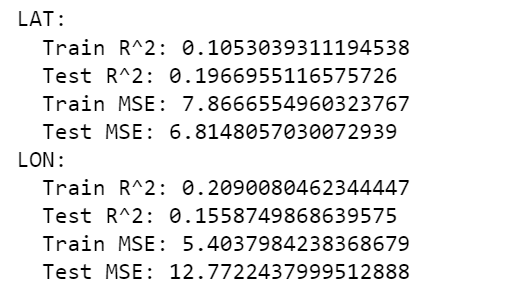 LAT:
Train R^2: 0.1053039311194538
Test R^2: 0.1966955116575726
Train MSE: 7.8666554960323767
Test MSE: 6.8148057030072939
LON:
Train R^2: 0.2090080462344447
Test R^2: 0.1558749868639575
Train MSE: 5.4037984238368679
Test MSE: 12.7722437999512888